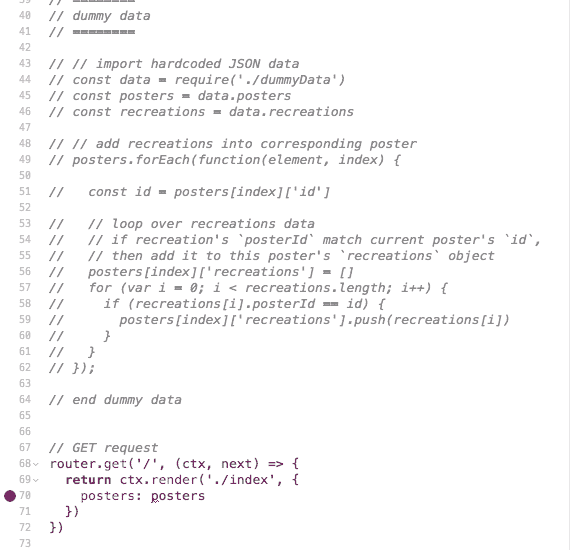 39 // ========
40 // dummy data
41 // ========
42
43 // // import hardcoded JSON data
44 // const data = require('./dummyData')
45 // const posters = data.posters
46 // const recreations = data.recreations
47
48 // // add recreations into corresponding poster
49 // posters.forEach(function(element, index) {
50
51 //   const id = posters[index]['id']
52
53 //   // loop over recreations data
54 //   // if recreation's `posterId` match current poster's `id`,
55 //   // then add it to this poster's `recreations` object
56 //   posters[index]['recreations'] = []
57 //   for (var i = 0; i < recreations.length; i++) {
58 //     if (recreations[i].posterId == id) {
59 //       posters[index]['recreations'].push(recreations[i])
60 //     }
61 //   }
62 // });
63
64 // end dummy data
65
66
67 // GET request
68 router.get('/', (ctx, next) => {
69   return ctx.render('./index', {
70     posters: posters
71   })
72 })
73